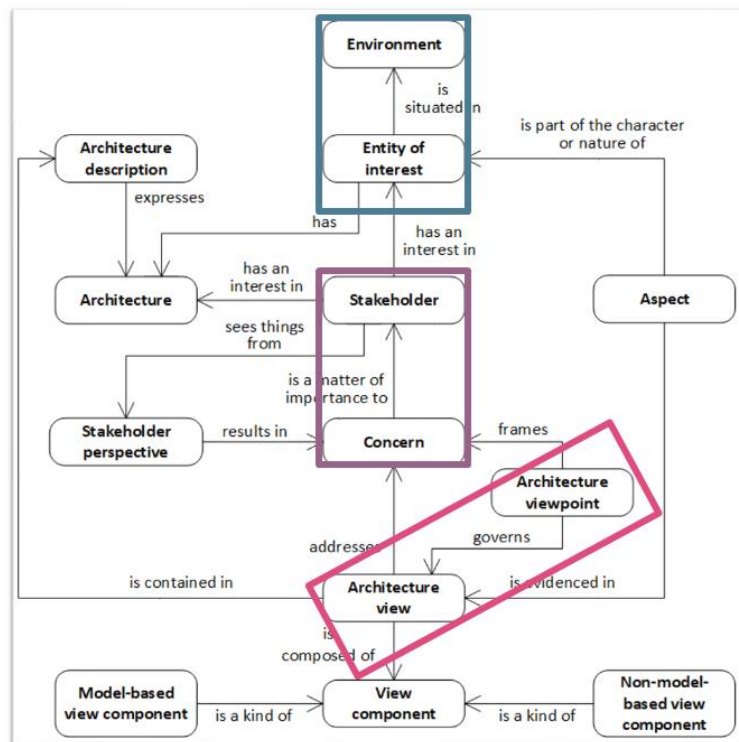 Environment
is
situated in
is part of the character
or nature of
Architecture
description
Entity of
interest
expresses
has
has an
interest in
has an
interest in
Architecture
Stakeholder
Aspect
sees things
from
is a matter of
importance to
Stakeholder
perspective
results in
Concern
frames
Architecture
viewpoint
addresses
governs
is contained in
Architecture
view
is evidenced in
is
composed of
Model-based
view component
is a kind of
View
component
is a kind of
Non-model-
based view
component